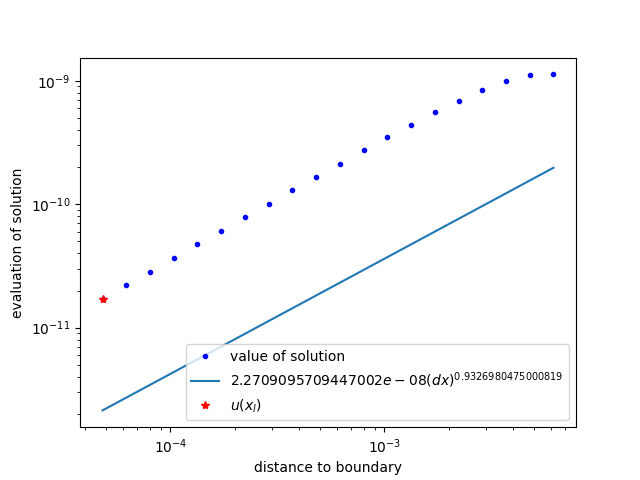 10⁻⁹
10⁻¹⁰
10⁻¹¹
evaluation of solution
value of solution
2.2709095709447002e − 08(dx)^0.9326980475000819
u(x_I)
10⁻⁴
10⁻³
distance to boundary